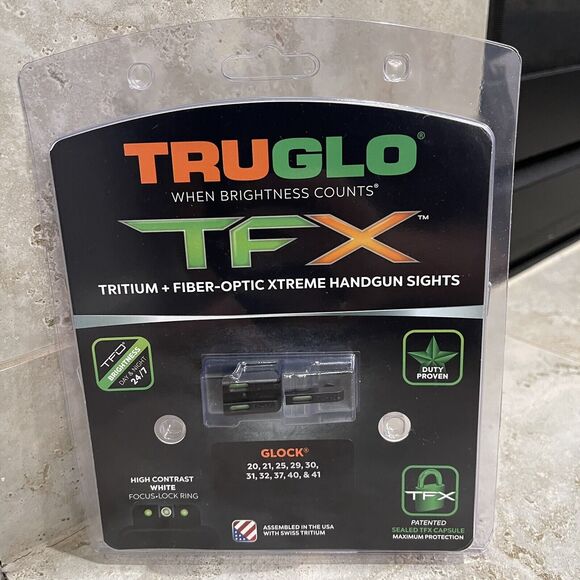 TRUGLO®
WHEN BRIGHTNESS COUNTS®
TFX™
TRITIUM + FIBER-OPTIC XTREME HANDGUN SIGHTS
TFO®
BRIGHTNESS
DAY & NIGHT
24/7
DUTY
PROVEN
GLOCK®
20, 21, 25, 29, 30,
31, 32, 37, 40, & 41
HIGH CONTRAST
WHITE
FOCUS•LOCK RING
ASSEMBLED IN THE USA
WITH SWISS TRITIUM
TFX
PATENTED
SEALED TFX CAPSULE
MAXIMUM PROTECTION